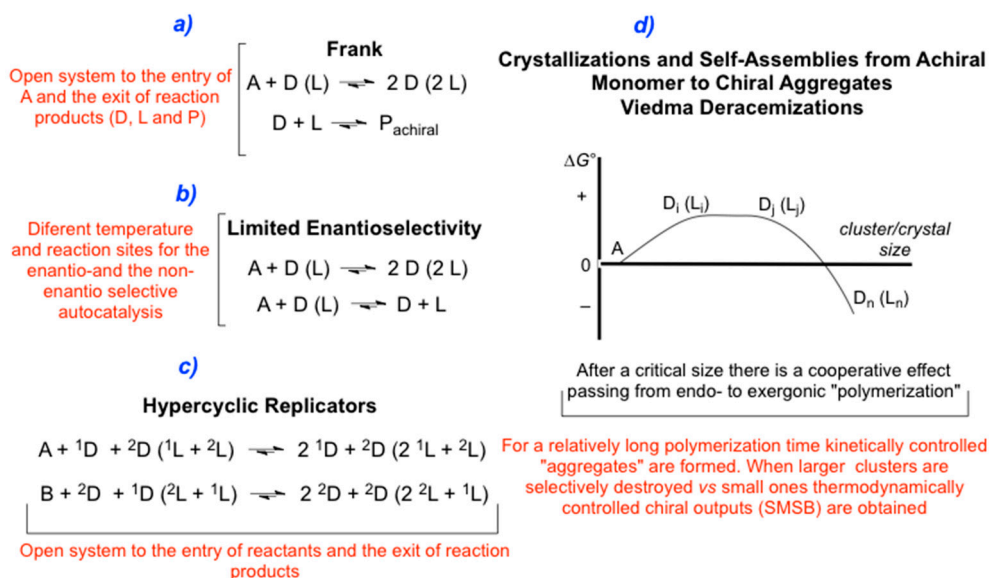 a)
Frank
Open system to the entry of
A and the exit of reaction
products (D, L and P)
A + D (L) ⇌ 2 D (2 L)
D + L ⇌ P achiral
b)
Diferent temperature
and reaction sites for the
enantio-and the non-
enantio selective
autocatalysis
Limited Enantioselectivity
A + D (L) ⇌ 2 D (2 L)
A + D (L) ⇌ D + L
c)
Hypercyclic Replicators
A + ¹D + ²D (¹L + ²L) ⇌ 2 ¹D + ²D (2 ¹L + ²L)
B + ²D + ¹D (²L + ¹L) ⇌ 2 ²D + ²D (2 ²L + ¹L)
Open system to the entry of reactants and the exit of reaction
products
d)
Crystallizations and Self-Assemblies from Achiral
Monomer to Chiral Aggregates
Viedma Deracemizations
ΔG°
+
0
–
A
Dᵢ (Lᵢ)
Dⱼ (Lⱼ)
cluster/crystal
size
Dₙ (Lₙ)
After a critical size there is a cooperative effect
passing from endo- to exergonic "polymerization"
For a relatively long polymerization time kinetically controlled
"aggregates" are formed. When larger clusters are
selectively destroyed vs small ones thermodynamically
controlled chiral outputs (SMSB) are obtained